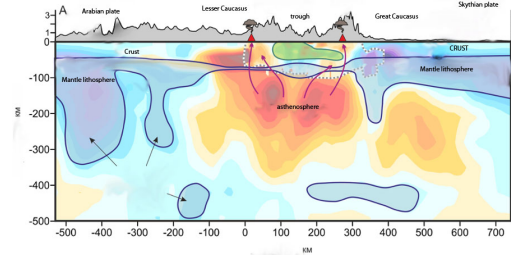 A
Arabian plate
Lesser Caucasus
trough
Great Caucasus
Skythian plate
3
2
1
0
Crust
CRUST
Mantle lithosphere
Mantle lithosphere
asthenosphere
KM
-100
-200
-300
-400
-500
KM
-500 -400 -300 -200 -100 0 100 200 300 400 500 600 700
KM